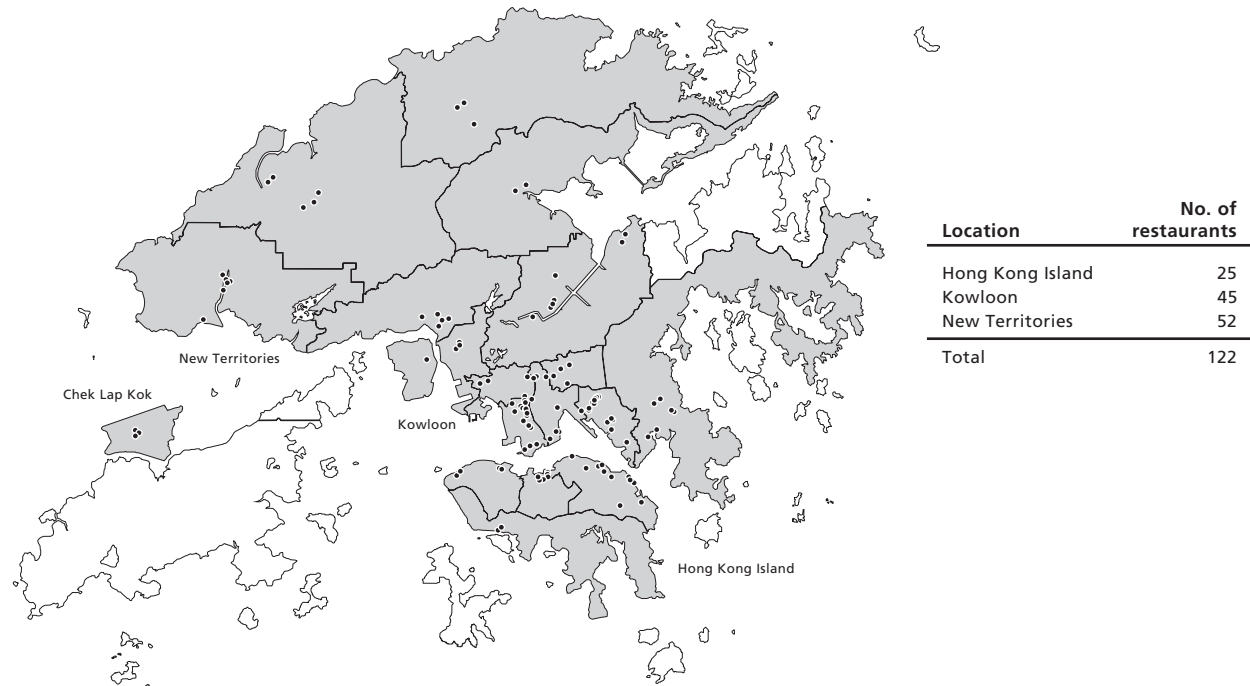 New Territories
Chek Lap Kok
Kowloon
Hong Kong Island
Location No. of restaurants
Hong Kong Island 25
Kowloon 45
New Territories 52
Total 122